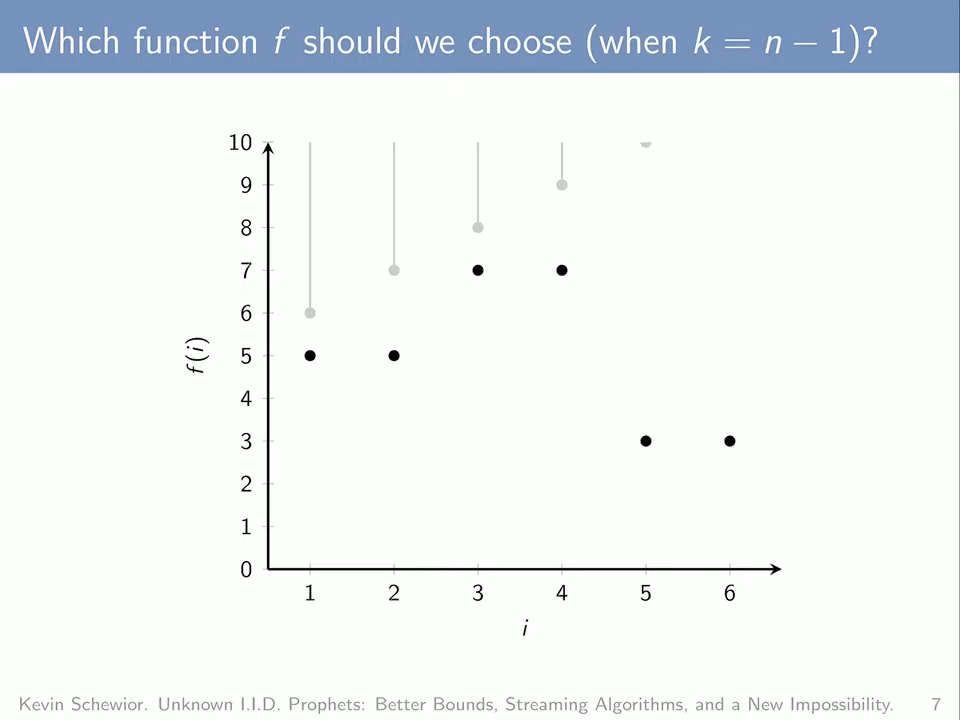 Which function f should we choose (when k = n − 1)?
10
9
8
7
6
5
4
3
2
1
0
f(i)
1 2 3 4 5 6
i
Kevin Schewior. Unknown I.I.D. Prophets: Better Bounds, Streaming Algorithms, and a New Impossibility. 7